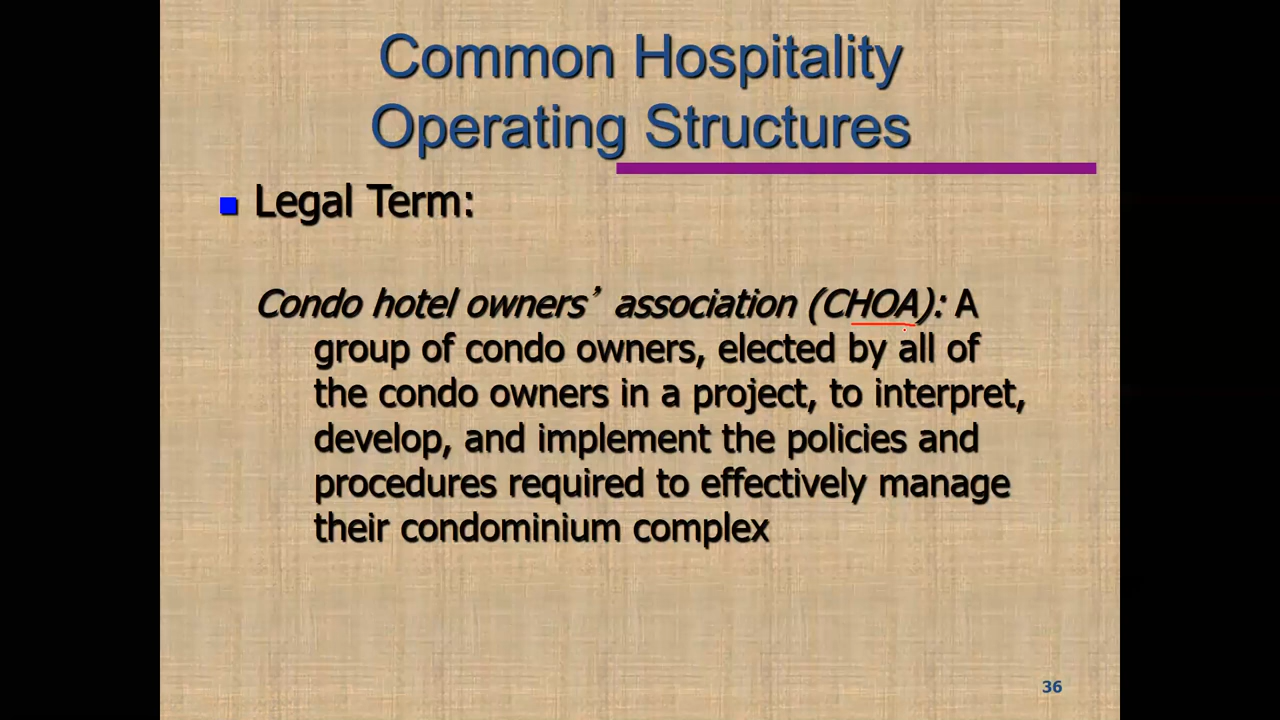 Common Hospitality
Operating Structures
Legal Term:
Condo hotel owners’ association (CHOA): A
group of condo owners, elected by all of
the condo owners in a project, to interpret,
develop, and implement the policies and
procedures required to effectively manage
their condominium complex
36